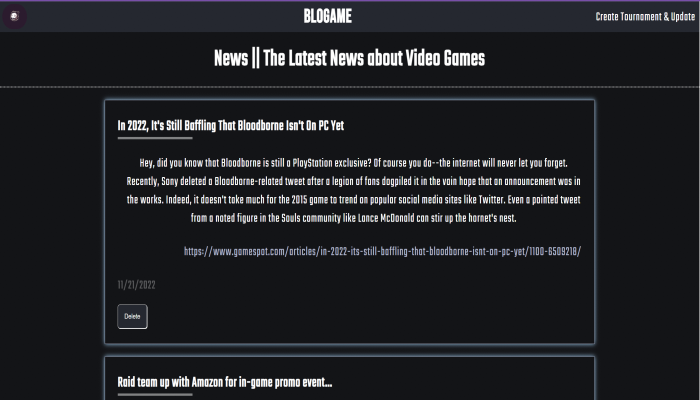 BLOGAME
Create Tournament & Update
News || The Latest News about Video Games
In 2022, It's Still Baffling That Bloodborne Isn't On PC Yet
Hey, did you know that Bloodborne is still a PlayStation exclusive? Of course you do--the internet will never let you forget.
Recently, Sony deleted a Bloodborne-related tweet after a legion of fans dogpiled it in the vain hope that an announcement was in
the works. Indeed, it doesn't take much for the 2015 game to trend on popular social media sites like Twitter. Even a pointed tweet
from a noted figure in the Souls community like Lance McDonald can stir up the hornet's nest.
https://www.gamespot.com/articles/in-2022-its-still-baffling-that-bloodborne-isnt-on-pc-yet/1100-6509218/
11/21/2022
Delete
Raid team up with Amazon for in-game promo event...